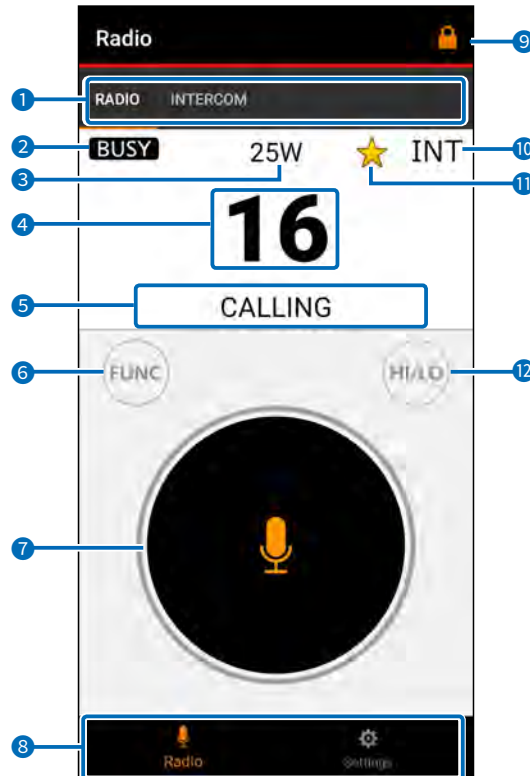 Radio
9
1
RADIO INTERCOM
2 BUSY 25W INT 10
3
11
4
16
5
CALLING
6 FUNC HI/LO 12
7
8
Radio Settings